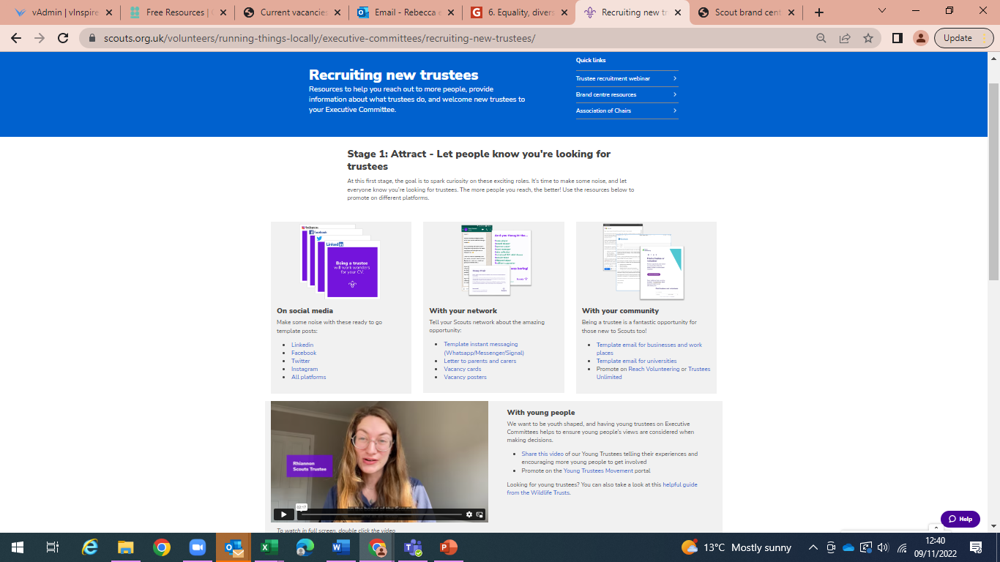 vAdmin | vInspire
Free Resources | C
Current vacancies
Email - Rebecca e
6. Equality, divers
Recruiting new tr
Scout brand cent
scouts.org.uk/volunteers/running-things-locally/executive-committees/recruiting-new-trustees/
Update
Quick links
Recruiting new trustees
Resources to help you reach out to more people, provide
information about what trustees do, and welcome new trustees to
your Executive Committee.
Trustee recruitment webinar
Brand centre resources
Association of Chairs
Stage 1: Attract - Let people know you're looking for
trustees
At this first stage, the goal is to spark curiosity on these exciting roles. It's time to make some noise, and let
everyone know you're looking for trustees. The more people you reach, the better! Use the resources below to
promote on different platforms.
Facebook
Linked in
Being a trustee
will work wonders
for your CV.
And you thought the...
was boring!
On social media
Make some noise with these ready to go
template posts:
Linkedin
Facebook
Twitter
Instagram
All platforms
With your network
Tell your Scouts network about the amazing
opportunity:
Template instant messaging
(Whatsapp/Messenger/Signal)
Letter to parents and carers
Vacancy cards
Vacancy posters
With your community
Being a trustee is a fantastic opportunity for
those new to Scouts too!
Template email for businesses and work
places
Template email for universities
Promote on Reach Volunteering or Trustees
Unlimited
Rhiannon
Scouts Trustee
02:17
To watch in full screen, double click the video
With young people
We want to be youth shaped, and having young trustees on Executive
Committees helps to ensure young people's views are considered when
making decisions.
Share this video of our Young Trustees telling their experiences and
encouraging more young people to get involved
Promote on the Young Trustees Movement portal
Looking for young trustees? You can also take a look at this helpful guide
from the Wildlife Trusts.
Help
13°C Mostly sunny
12:40
09/11/2022